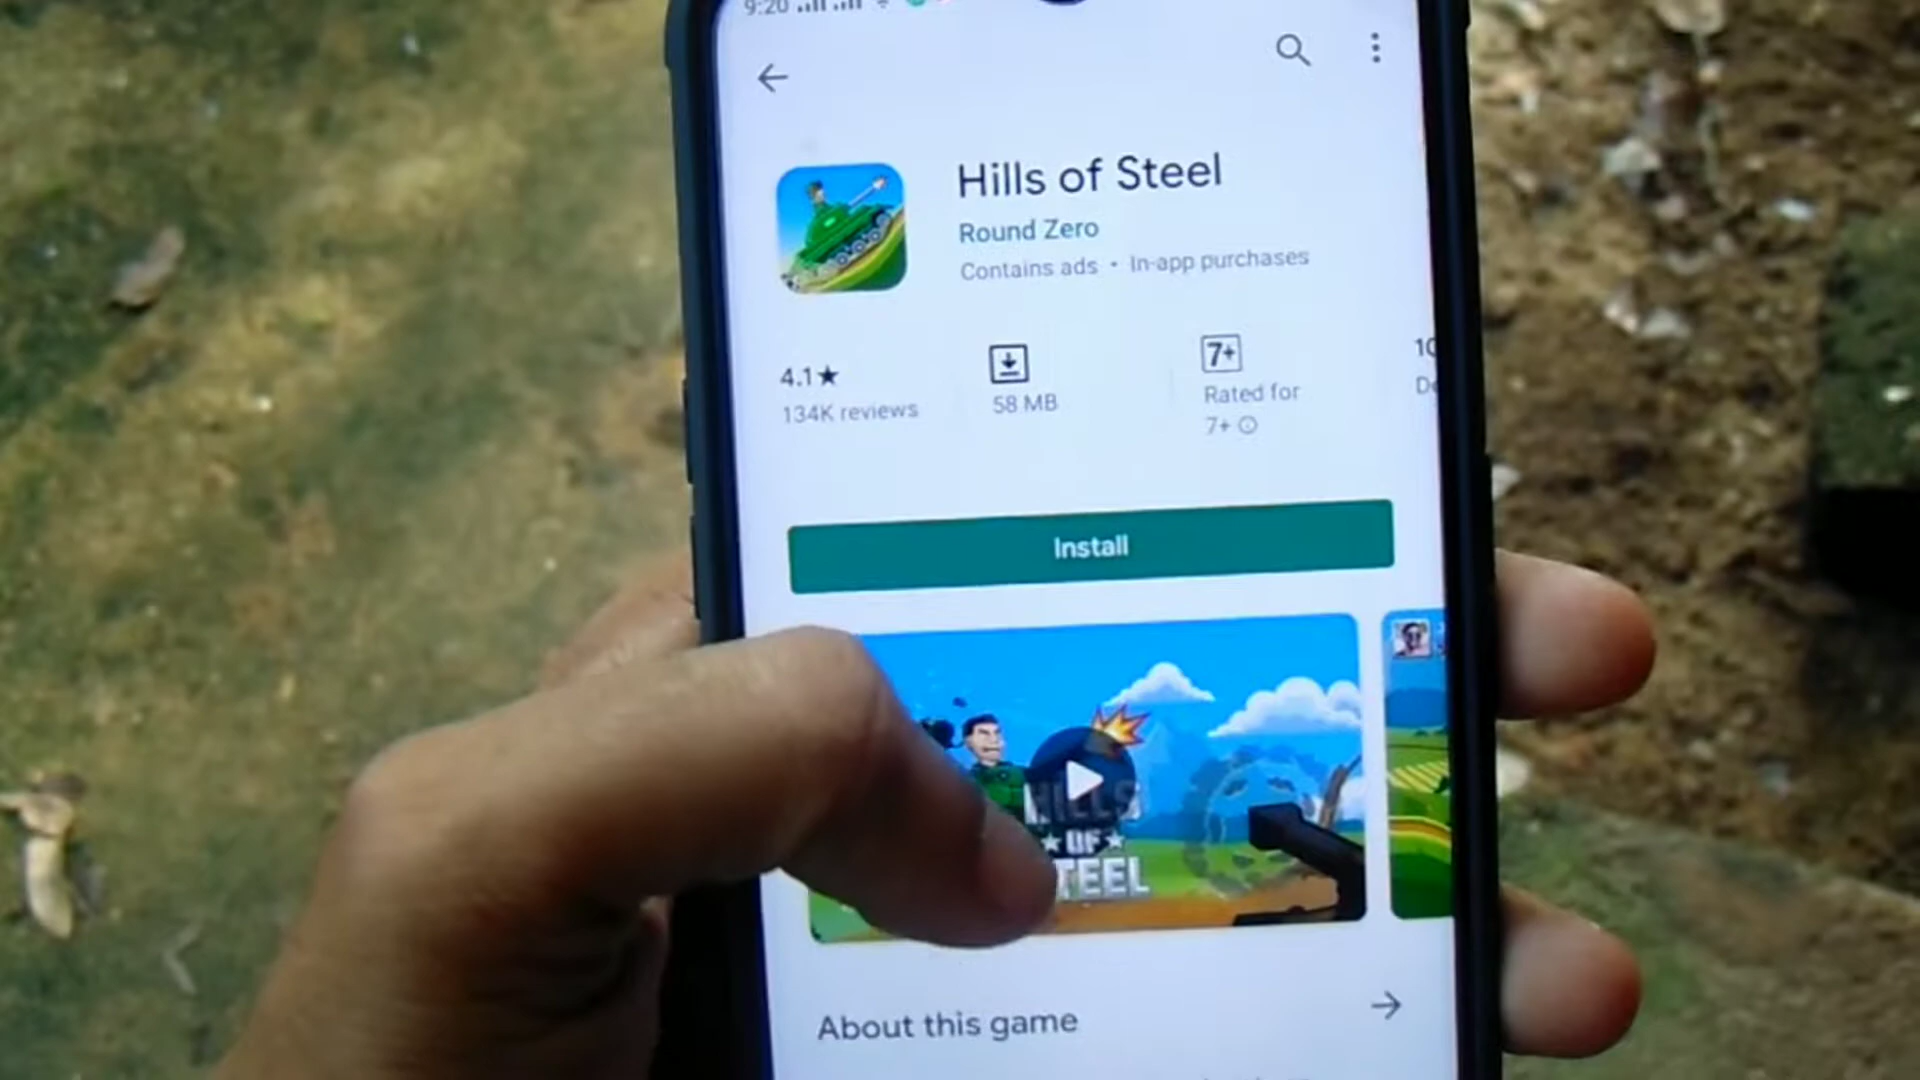 9:20
Hills of Steel
Round Zero
Contains ads • In-app purchases
4.1★
134K reviews
58 MB
7+
Rated for
7+
Install
HILLS
★ OF ★
TEEL
About this game